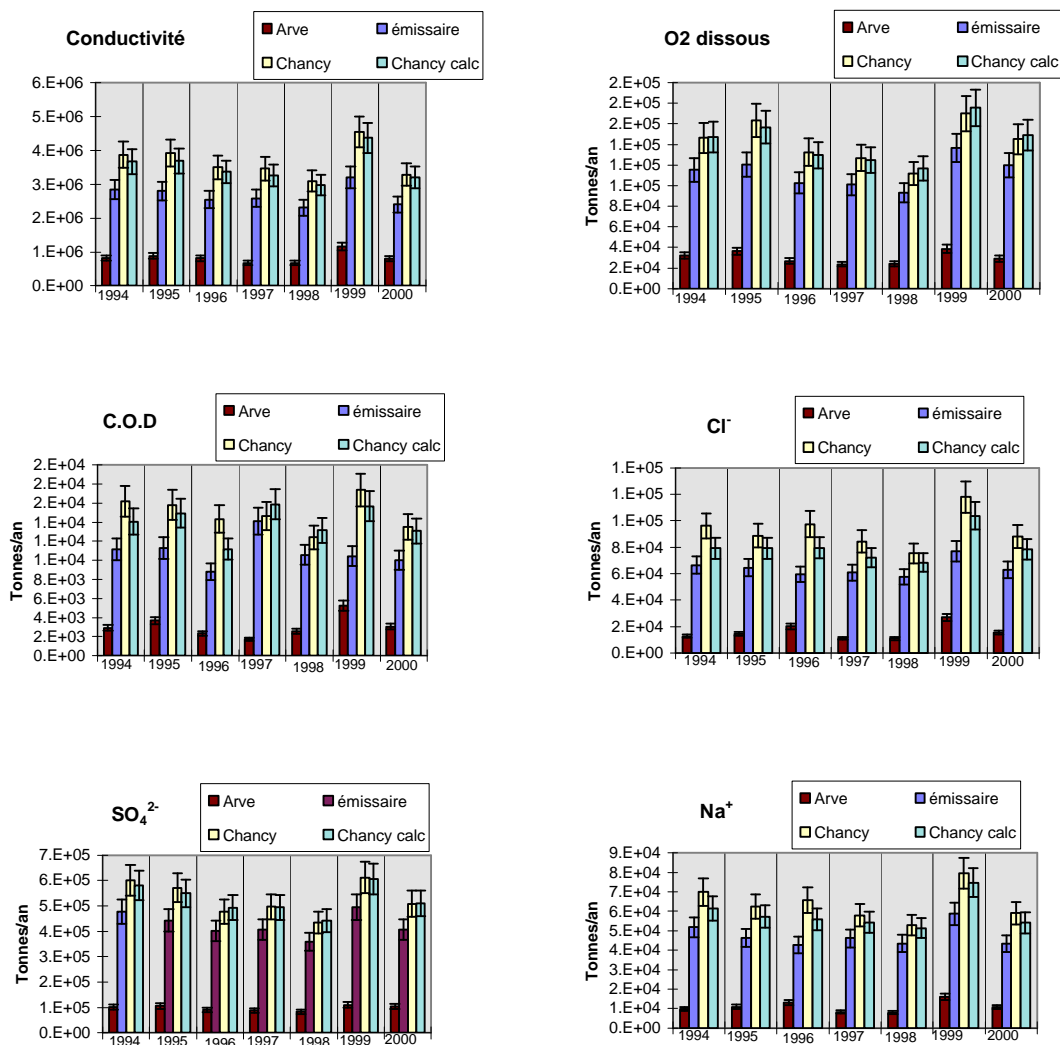 Conductivité
Arve
émissaire
Chancy
Chancy calc
6.E+06
5.E+06
4.E+06
3.E+06
2.E+06
1.E+06
0.E+00
1994 1995 1996 1997 1998 1999 2000
O2 dissous
Arve
émissaire
Chancy
Chancy calc
Tonnes/an
2.E+05
2.E+05
2.E+05
1.E+05
1.E+05
1.E+05
8.E+04
6.E+04
4.E+04
2.E+04
0.E+00
1994 1995 1996 1997 1998 1999 2000
C.O.D
Arve
émissaire
Chancy
Chancy calc
Tonnes/an
2.E+04
2.E+04
2.E+04
1.E+04
1.E+04
1.E+04
8.E+03
6.E+03
4.E+03
2.E+03
0.E+00
1994 1995 1996 1997 1998 1999 2000
Cl⁻
Arve
émissaire
Chancy
Chancy calc
Tonnes/an
1.E+05
1.E+05
1.E+05
8.E+04
6.E+04
4.E+04
2.E+04
0.E+00
1994 1995 1996 1997 1998 1999 2000
SO₄²⁻
Arve
émissaire
Chancy
Chancy calc
Tonnes/an
7.E+05
6.E+05
5.E+05
4.E+05
3.E+05
2.E+05
1.E+05
0.E+00
1994 1995 1996 1997 1998 1999 2000
Na⁺
Arve
émissaire
Chancy
Chancy calc
Tonnes/an
9.E+04
8.E+04
7.E+04
6.E+04
5.E+04
4.E+04
3.E+04
2.E+04
1.E+04
0.E+00
1994 1995 1996 1997 1998 1999 2000